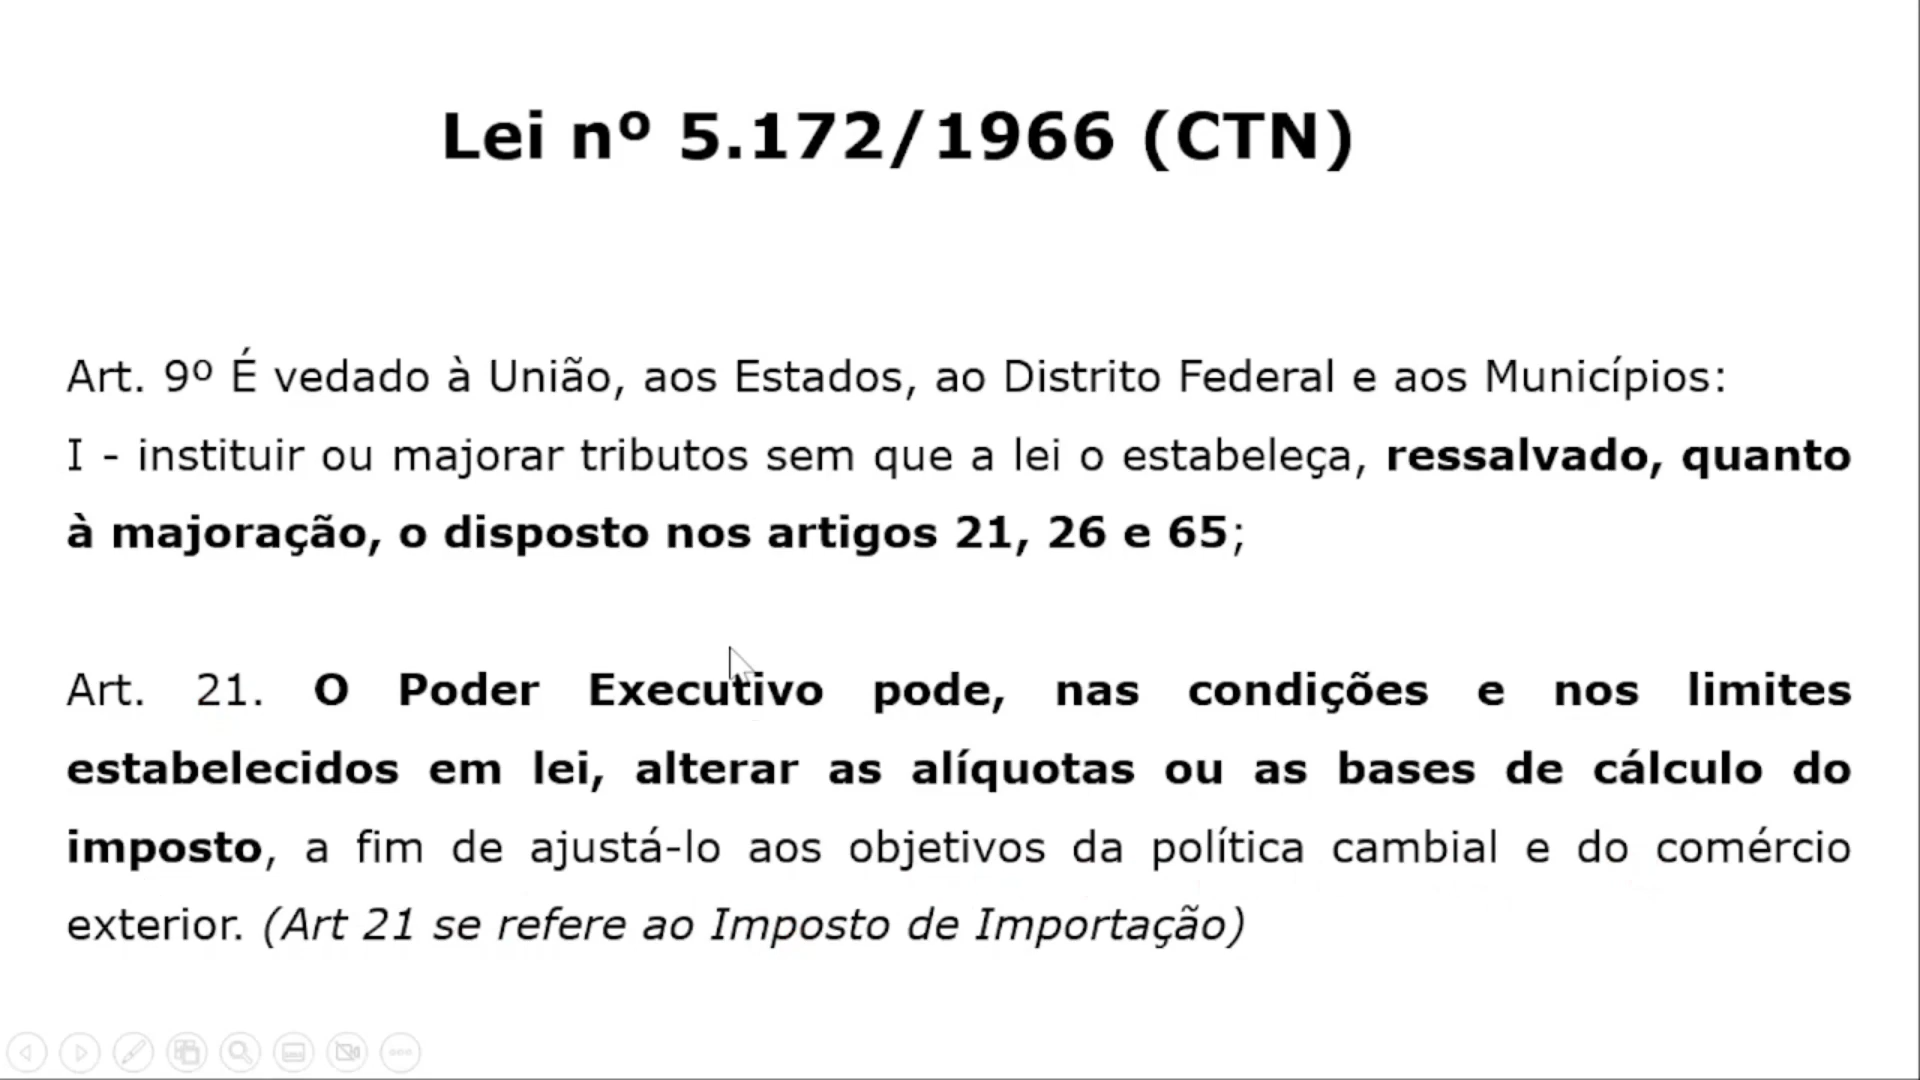 Lei nº 5.172/1966 (CTN)
Art. 9º É vedado à União, aos Estados, ao Distrito Federal e aos Municípios:
I - instituir ou majorar tributos sem que a lei o estabeleça, ressalvado, quanto
à majoração, o disposto nos artigos 21, 26 e 65;
Art. 21. O Poder Executivo pode, nas condições e nos limites
estabelecidos em lei, alterar as alíquotas ou as bases de cálculo do
imposto, a fim de ajustá-lo aos objetivos da política cambial e do comércio
exterior. (Art 21 se refere ao Imposto de Importação)